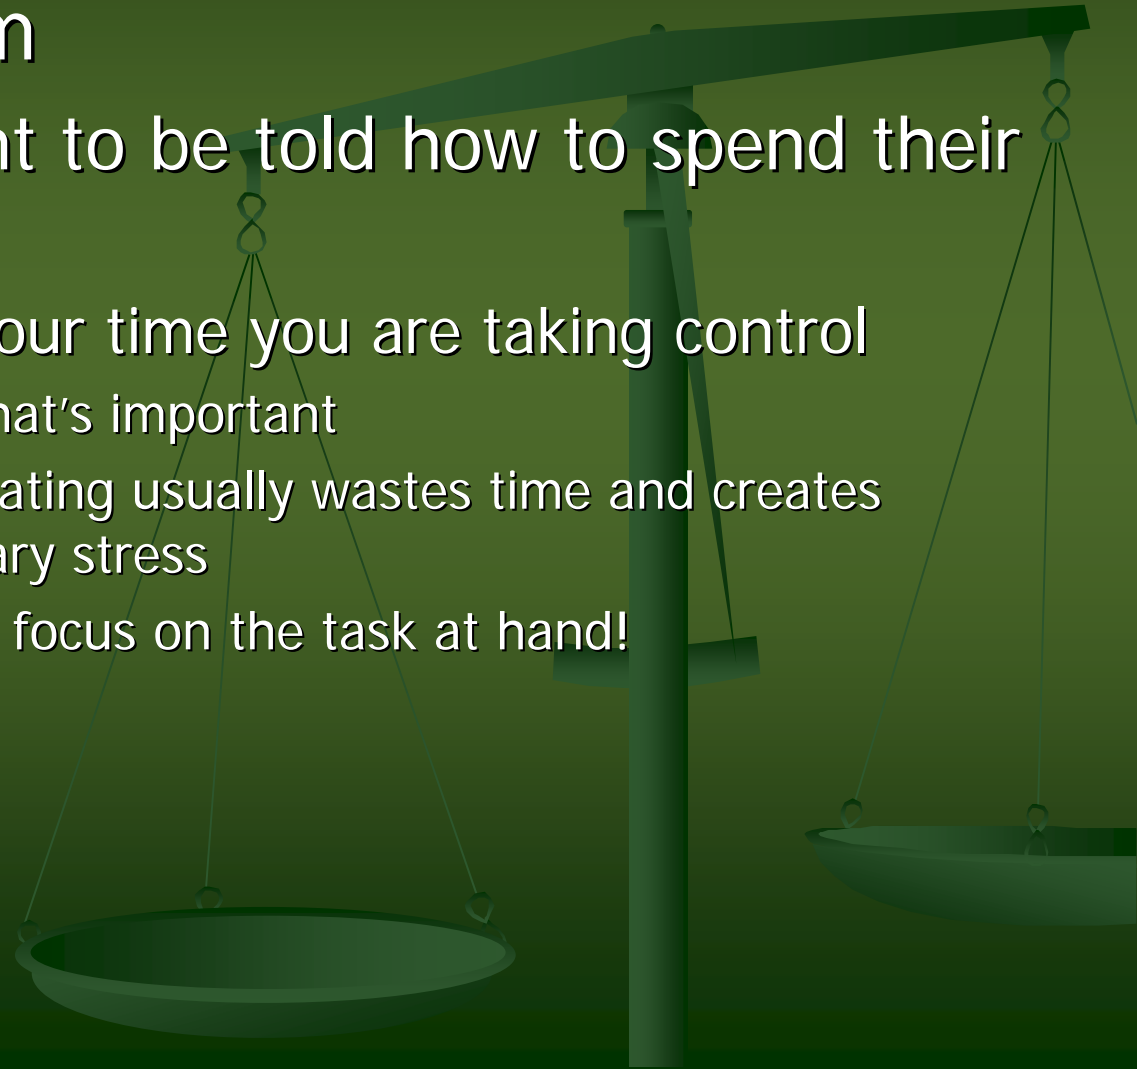 m
nt to be told how to spend their
our time you are taking control
hat's important
ating usually wastes time and creates
ary stress
focus on the task at hand!